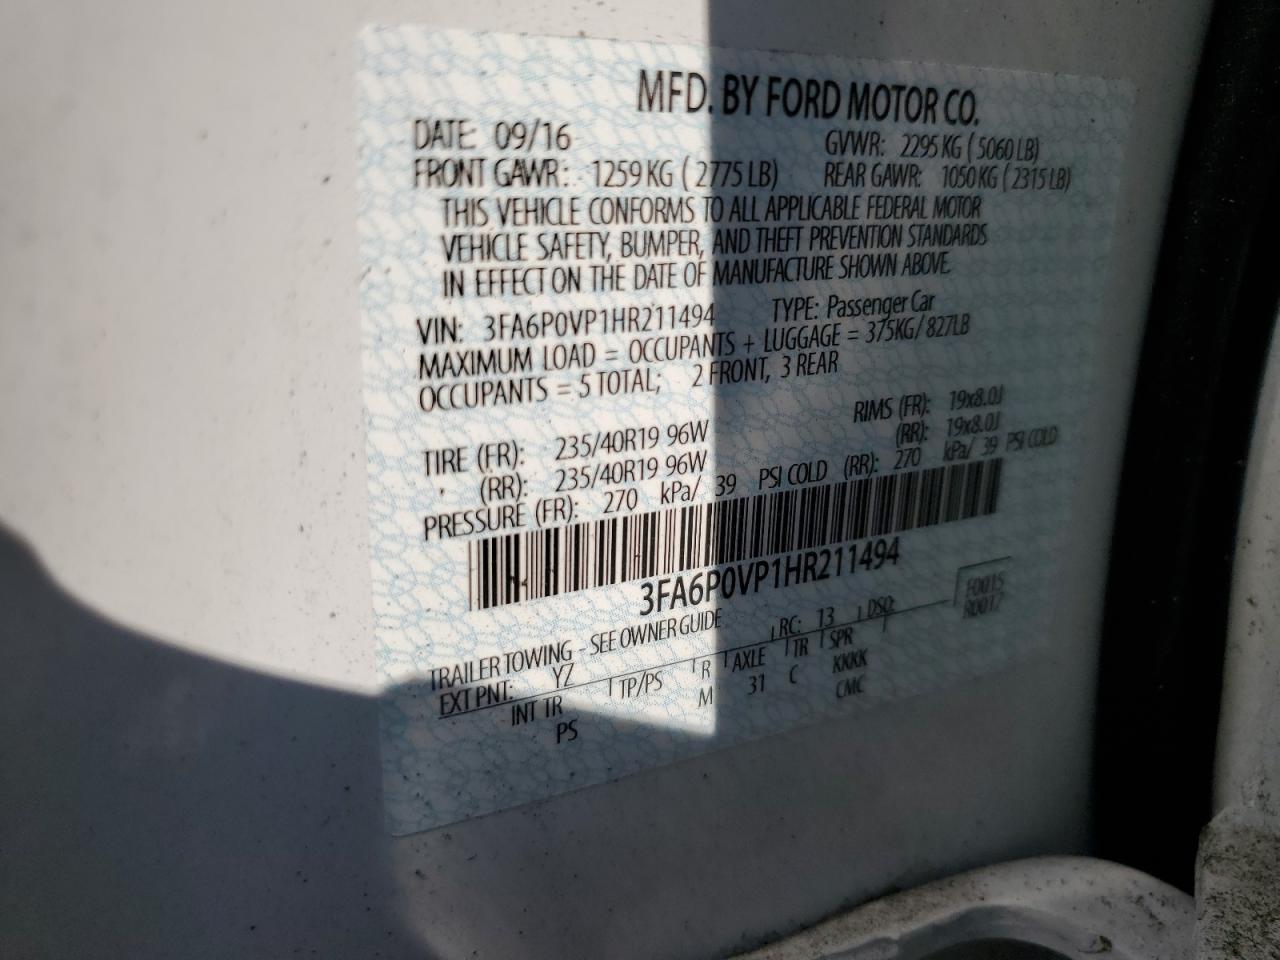 MFD. BY FORD MOTOR CO.
DATE: 09/16 GVWR: 2295 KG ( 5060 LB)
FRONT GAWR: 1259 KG ( 2775 LB) REAR GAWR: 1050 KG ( 2315 LB)
THIS VEHICLE CONFORMS TO ALL APPLICABLE FEDERAL MOTOR
VEHICLE SAFETY, BUMPER, AND THEFT PREVENTION STANDARDS
IN EFFECT ON THE DATE OF MANUFACTURE SHOWN ABOVE.
VIN: 3FA6P0VP1HR211494 TYPE: Passenger Car
MAXIMUM LOAD = OCCUPANTS + LUGGAGE = 375KG/ 827LB
OCCUPANTS = 5 TOTAL; 2 FRONT, 3 REAR
TIRE (FR): 235/40R19 96W RIMS (FR): 19x8.0J
(RR): 235/40R19 96W (RR): 19x8.0J
PRESSURE (FR): 270 kPa/ 39 PSI COLD (RR): 270 kPa/ 39 PSI COLD
3FA6P0VP1HR211494
TRAILER TOWING - SEE OWNER GUIDE
F0015
R0017
EXT PNT: YZ RC: 13 DSO:
INT TR TP/PS R AXLE TR SPR
PS M 31 C KKKK
CMC